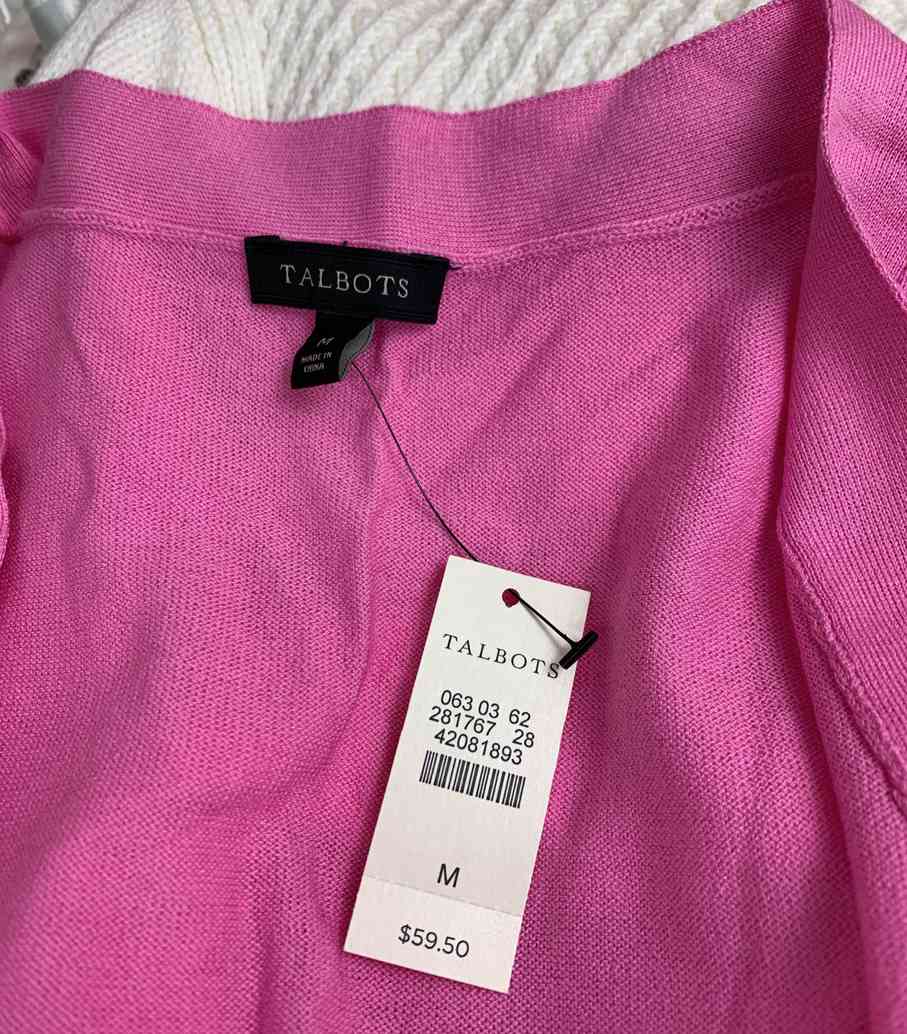 TALBOTS
M
MADE IN
CHINA
TALBOTS
063 03 62
281767 28
42081893
M
$59.50